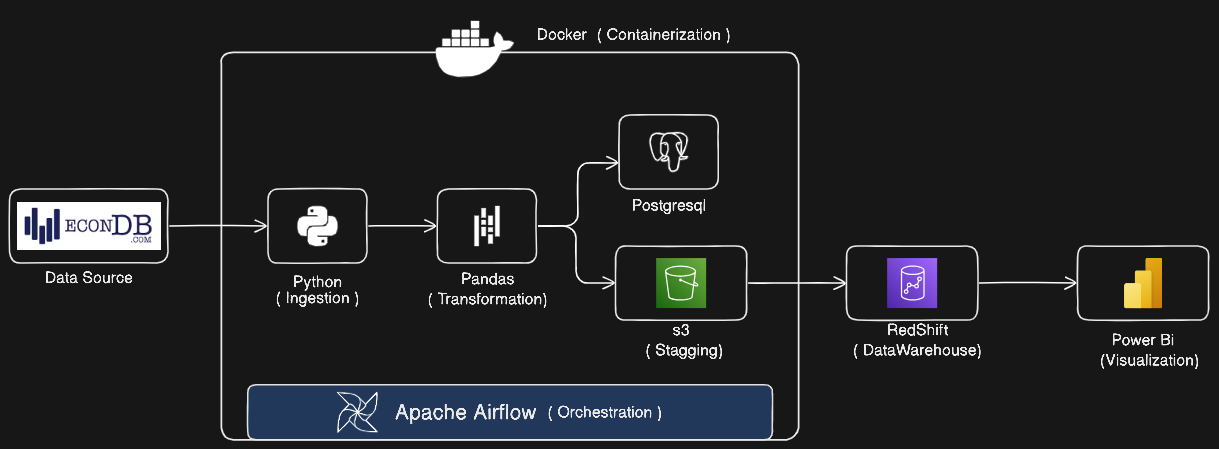 Docker ( Containerization )
Postgresql
ECONDB
.COM
Data Source
Python
( Ingestion )
Pandas
( Transformation)
s3
( Stagging)
RedShift
( DataWarehouse)
Power Bi
(Visualization)
Apache Airflow ( Orchestration )